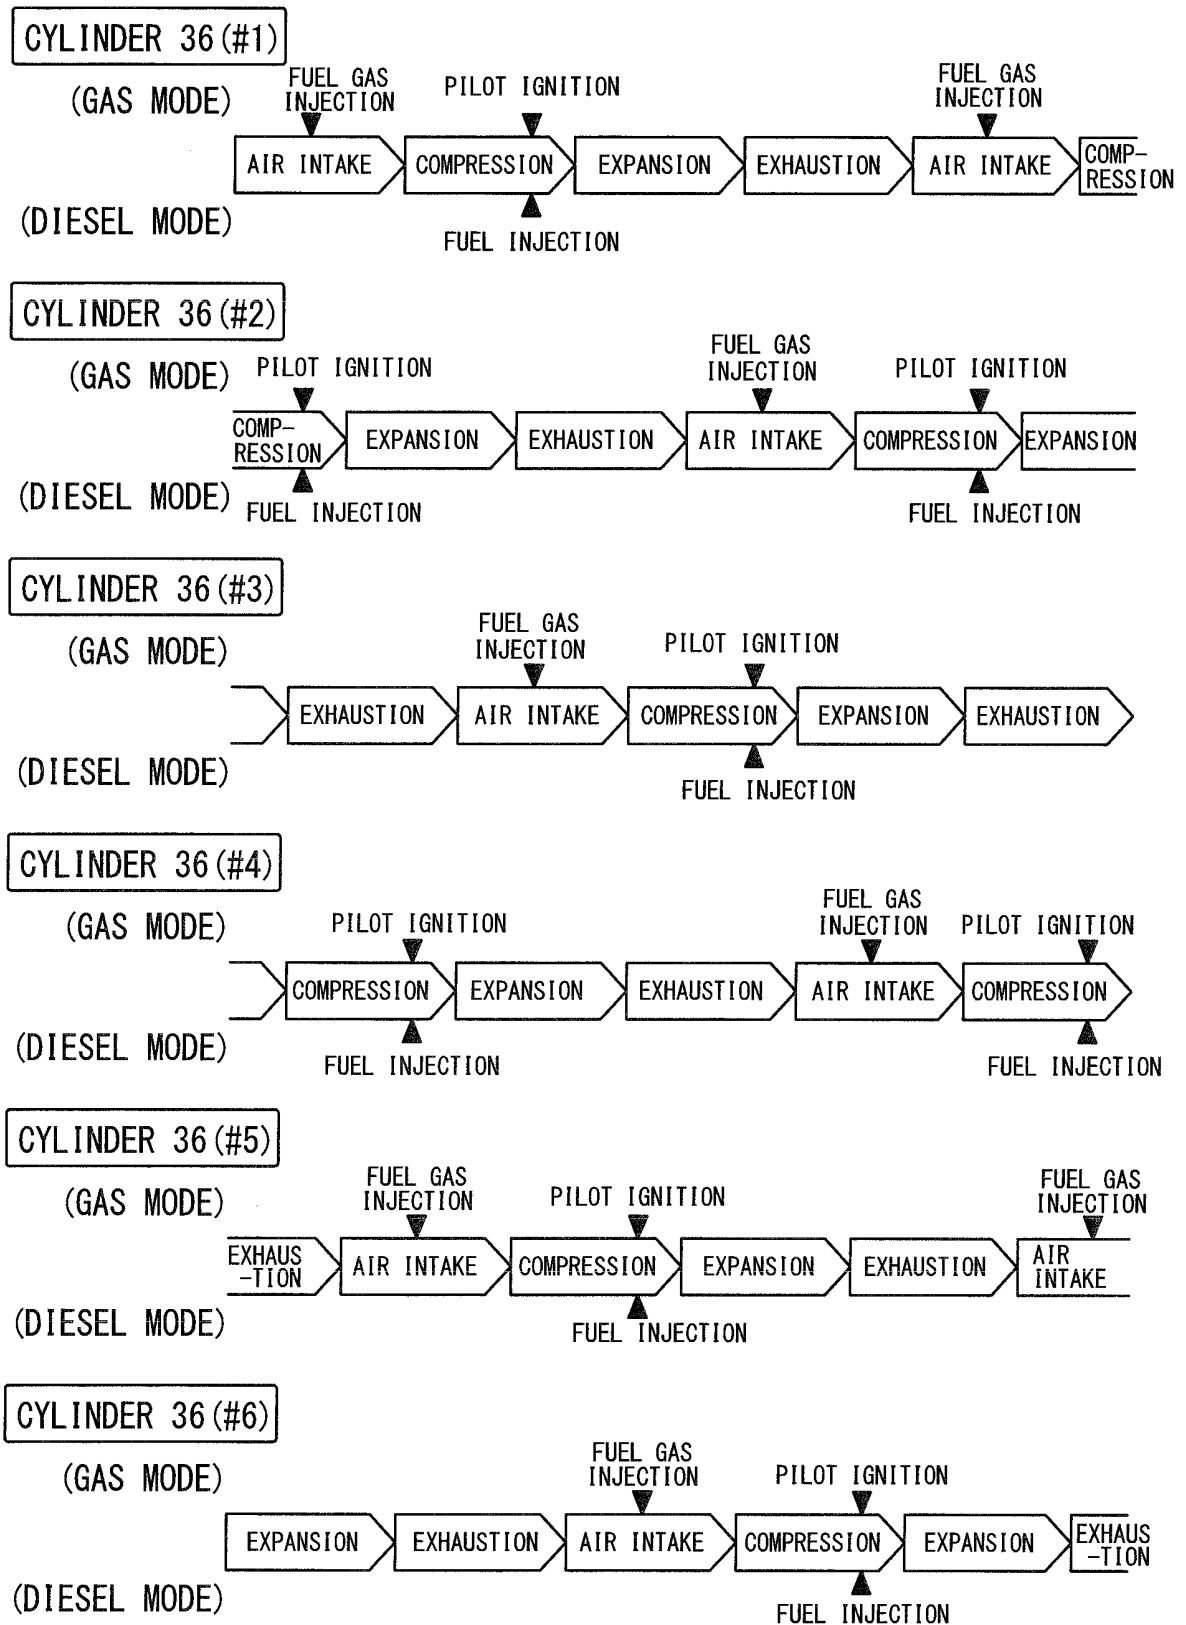 CYLINDER 36(#1)
(GAS MODE)
FUEL GAS
INJECTION
PILOT IGNITION
FUEL GAS
INJECTION
AIR INTAKE
COMPRESSION
EXPANSION
EXHAUSTION
AIR INTAKE
COMP-
RESSION
(DIESEL MODE)
FUEL INJECTION
CYLINDER 36(#2)
(GAS MODE)
PILOT IGNITION
FUEL GAS
INJECTION
PILOT IGNITION
COMP-
RESSION
EXPANSION
EXHAUSTION
AIR INTAKE
COMPRESSION
EXPANSION
(DIESEL MODE)
FUEL INJECTION
FUEL INJECTION
CYLINDER 36(#3)
(GAS MODE)
FUEL GAS
INJECTION
PILOT IGNITION
EXHAUSTION
AIR INTAKE
COMPRESSION
EXPANSION
EXHAUSTION
(DIESEL MODE)
FUEL INJECTION
CYLINDER 36(#4)
(GAS MODE)
PILOT IGNITION
FUEL GAS
INJECTION
PILOT IGNITION
COMPRESSION
EXPANSION
EXHAUSTION
AIR INTAKE
COMPRESSION
(DIESEL MODE)
FUEL INJECTION
FUEL INJECTION
CYLINDER 36(#5)
(GAS MODE)
FUEL GAS
INJECTION
PILOT IGNITION
FUEL GAS
INJECTION
EXHAUS
-TION
AIR INTAKE
COMPRESSION
EXPANSION
EXHAUSTION
AIR
INTAKE
(DIESEL MODE)
FUEL INJECTION
CYLINDER 36(#6)
(GAS MODE)
FUEL GAS
INJECTION
PILOT IGNITION
EXPANSION
EXHAUSTION
AIR INTAKE
COMPRESSION
EXPANSION
EXHAUS
-TION
(DIESEL MODE)
FUEL INJECTION